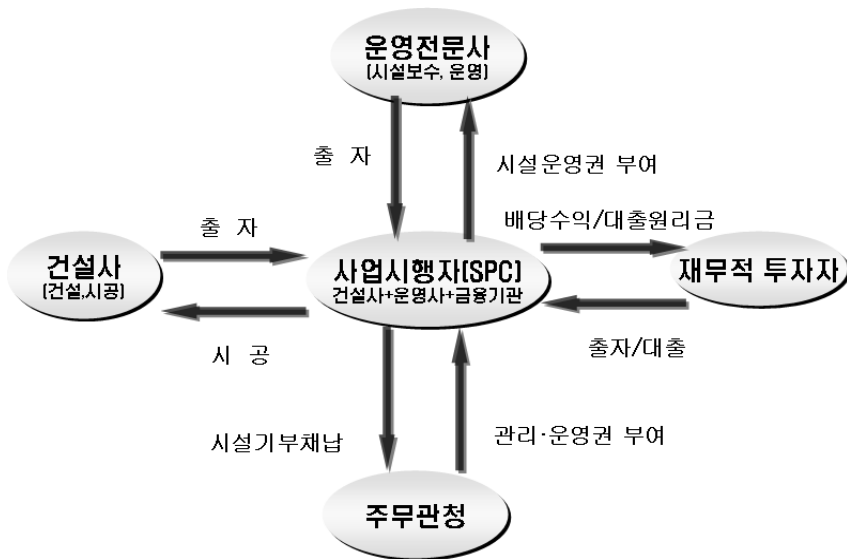 운영전문사
(시설보수, 운영)
출 자
시설운영권 부여
출 자
배당수익/대출원리금
건설사
(건설,시공)
사업시행자(SPC)
건설사+운영사+금융기관
재무적 투자자
시 공
출자/대출
시설기부채납
관리·운영권 부여
주무관청